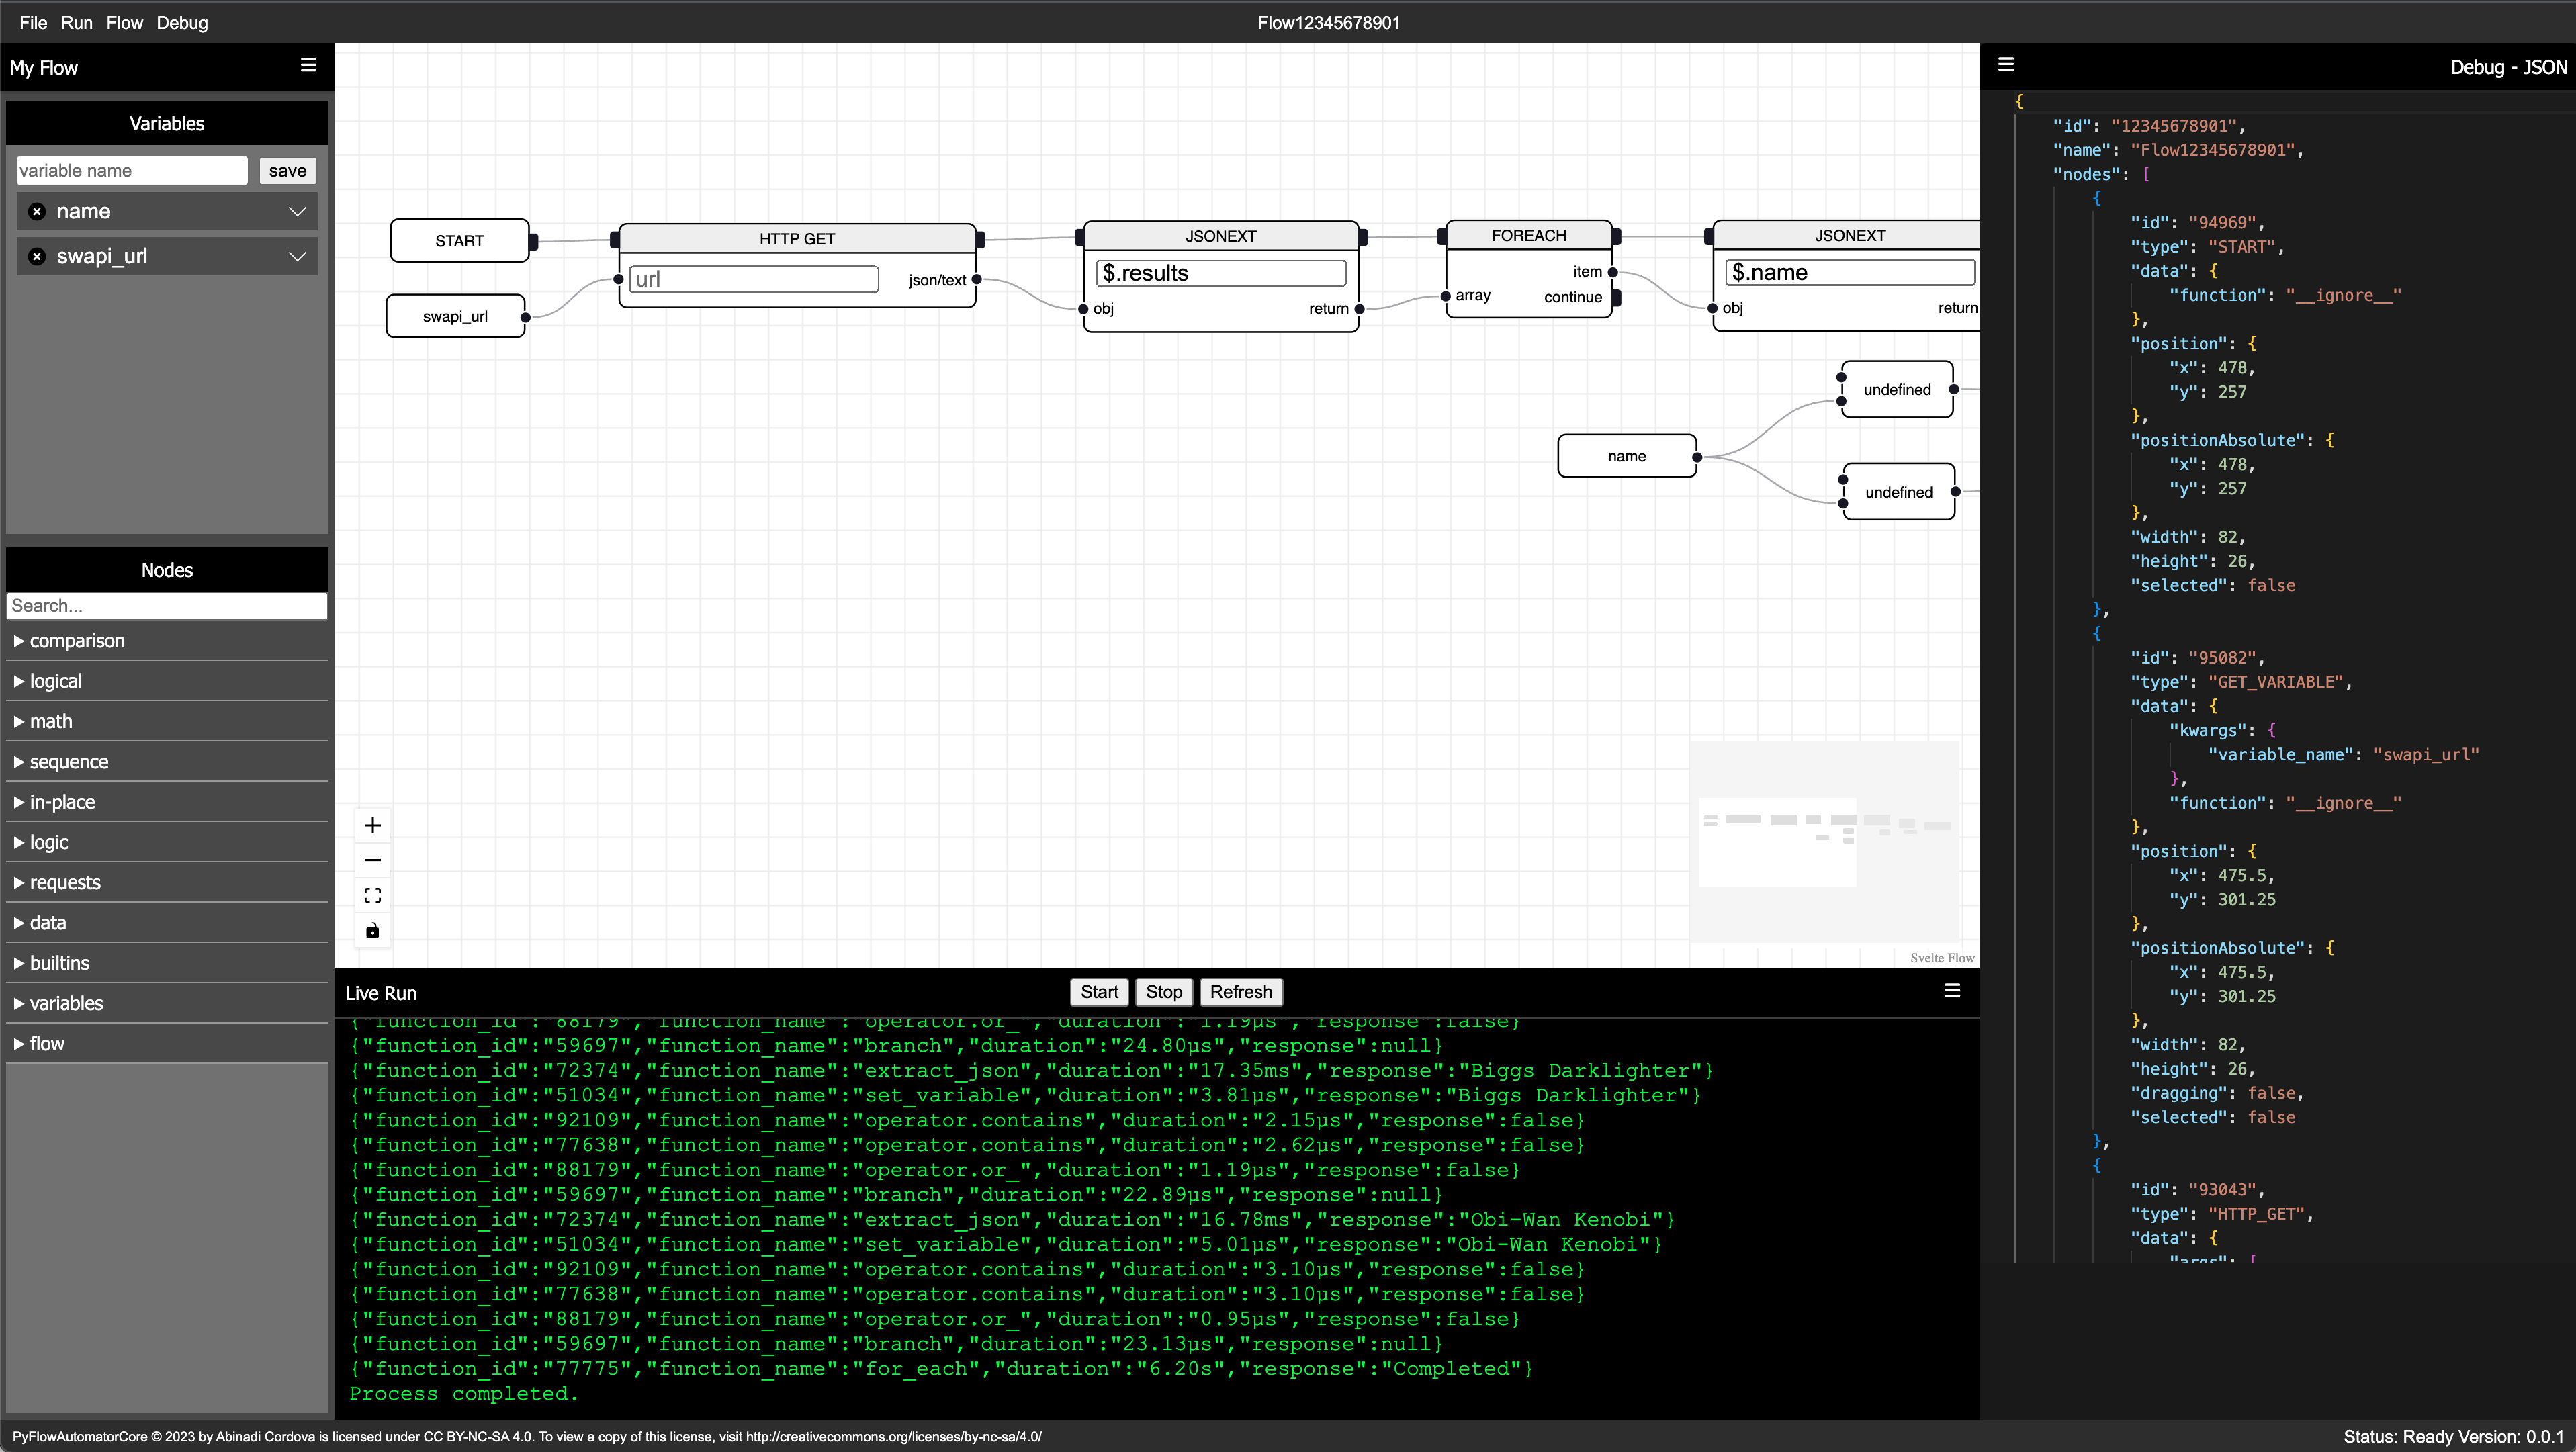 File Run Flow Debug
Flow12345678901
My Flow
Variables
variable name
save
name
swapi_url
Nodes
Search...
comparison
logical
math
sequence
in-place
logic
requests
data
builtins
variables
flow
START
swapi_url
HTTP GET
url
json/text
JSONEXT
$.results
obj
return
FOREACH
item
array
continue
JSONEXT
$.name
obj
return
undefined
name
undefined
Svelte Flow
Live Run
Start
Stop
Refresh
{"function_id":"88179","function_name":"operator.or_","duration":"1.19µs","response":false}
{"function_id":"59697","function_name":"branch","duration":"24.80µs","response":null}
{"function_id":"72374","function_name":"extract_json","duration":"17.35ms","response":"Biggs Darklighter"}
{"function_id":"51034","function_name":"set_variable","duration":"3.81µs","response":"Biggs Darklighter"}
{"function_id":"92109","function_name":"operator.contains","duration":"2.15µs","response":false}
{"function_id":"77638","function_name":"operator.contains","duration":"2.62µs","response":false}
{"function_id":"88179","function_name":"operator.or_","duration":"1.19µs","response":false}
{"function_id":"59697","function_name":"branch","duration":"22.89µs","response":null}
{"function_id":"72374","function_name":"extract_json","duration":"16.78ms","response":"Obi-Wan Kenobi"}
{"function_id":"51034","function_name":"set_variable","duration":"5.01µs","response":"Obi-Wan Kenobi"}
{"function_id":"92109","function_name":"operator.contains","duration":"3.10µs","response":false}
{"function_id":"77638","function_name":"operator.contains","duration":"3.10µs","response":false}
{"function_id":"88179","function_name":"operator.or_","duration":"0.95µs","response":false}
{"function_id":"59697","function_name":"branch","duration":"23.13µs","response":null}
{"function_id":"77775","function_name":"for_each","duration":"6.20s","response":"Completed"}
Process completed.
Debug - JSON
{
"id": "12345678901",
"name": "Flow12345678901",
"nodes": [
{
"id": "94969",
"type": "START",
"data": {
"function": "__ignore__"
},
"position": {
"x": 478,
"y": 257
},
"positionAbsolute": {
"x": 478,
"y": 257
},
"width": 82,
"height": 26,
"selected": false
},
{
"id": "95082",
"type": "GET_VARIABLE",
"data": {
"kwargs": {
"variable_name": "swapi_url"
},
"function": "__ignore__"
},
"position": {
"x": 475.5,
"y": 301.25
},
"positionAbsolute": {
"x": 475.5,
"y": 301.25
},
"width": 82,
"height": 26,
"dragging": false,
"selected": false
},
{
"id": "93043",
"type": "HTTP_GET",
"data": {
"args": [
PyFlowAutomatorCore © 2023 by Abinadi Cordova is licensed under CC BY-NC-SA 4.0. To view a copy of this license, visit http://creativecommons.org/licenses/by-nc-sa/4.0/
Status: Ready Version: 0.0.1